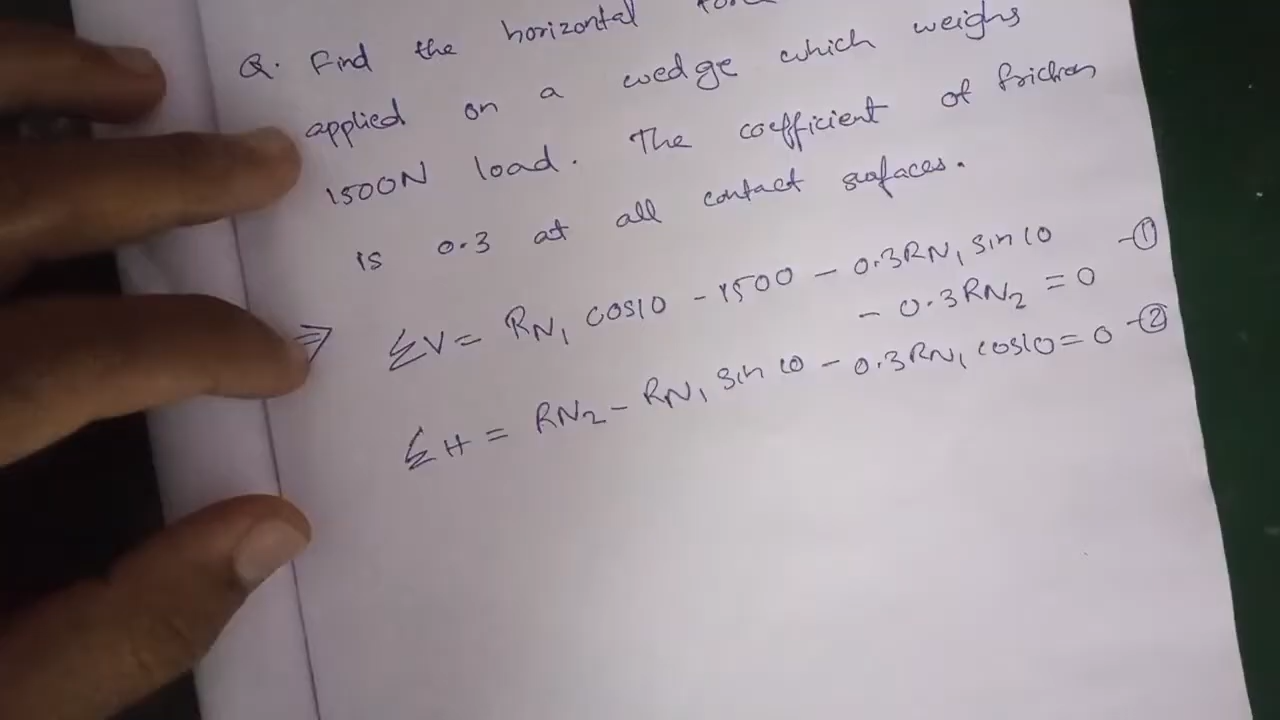 Q. Find the horizontal
applied on a wedge which weighs
1500N load. The coefficient of friction
is 0.3 at all contact surfaces.
⇒ ΣV = RN₁ cos10 - 1500 - 0.3RN₁ sin10 - ①
- 0.3RN₂ = 0
ΣH = RN₂ - RN₁ sin10 - 0.3RN₁ cos10 = 0 - ②